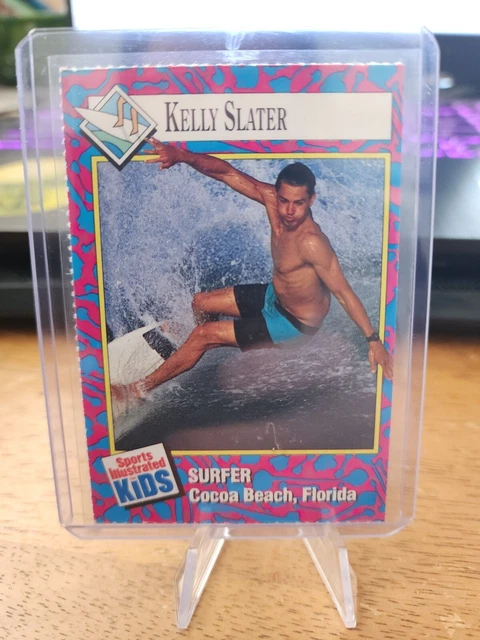 KELLY SLATER
Sports
Illustrated
KIDS
SURFER
Cocoa Beach, Florida